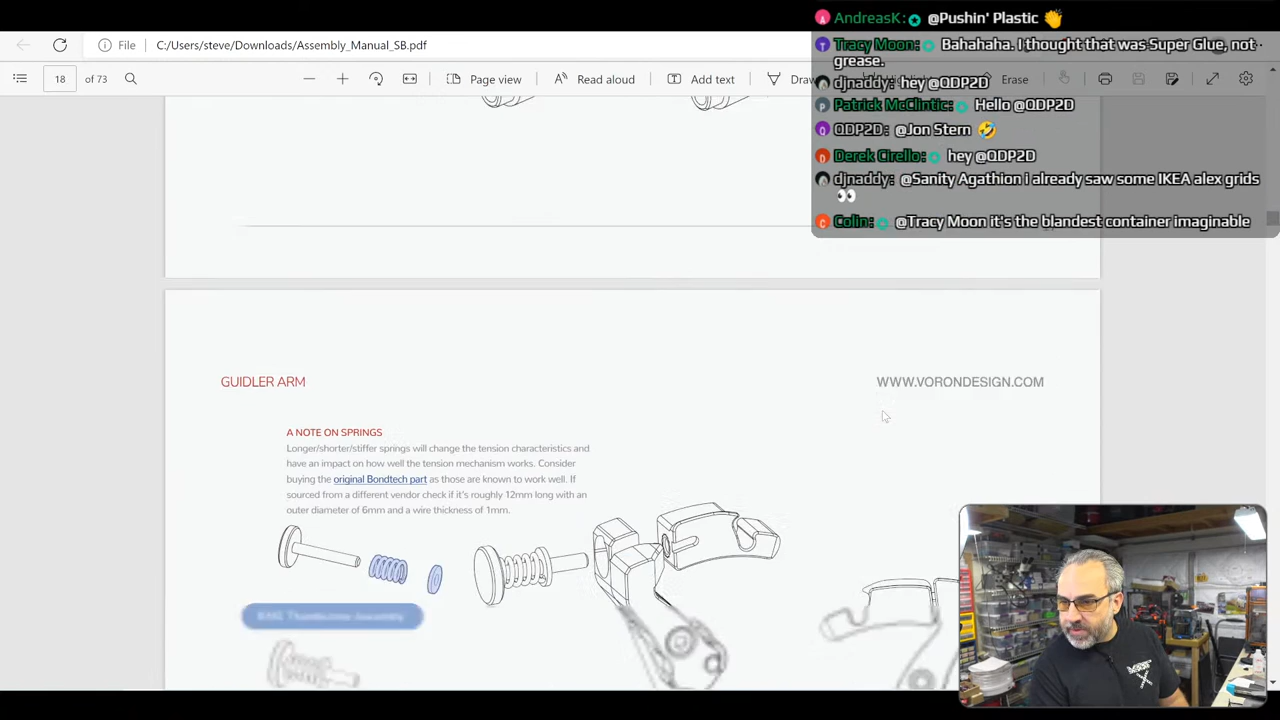 AndreasK: @Pushin' Plastic 👏
Tracy Moon: Bahahaha. I thought that was Super Glue, not
grease.
djnaddy: hey @QDP2D
Patrick McClintic: Hello @QDP2D
QDP2D: @Jon Stern 🤣
Derek Cirello: hey @QDP2D
djnaddy: @Sanity Agathion i already saw some IKEA alex grids
👀
Colin: @Tracy Moon it's the blandest container imaginable
File C:/Users/steve/Downloads/Assembly_Manual_SB.pdf
18 of 73
Page view
Read aloud
Add text
Draw
Erase
GUIDLER ARM
WWW.VORONDESIGN.COM
A NOTE ON SPRINGS
Longer/shorter/stiffer springs will change the tension characteristics and
have an impact on how well the tension mechanism works. Consider
buying the original Bondtech part as those are known to work well. If
sourced from a different vendor check if it's roughly 12mm long with an
outer diameter of 6mm and a wire thickness of 1mm.